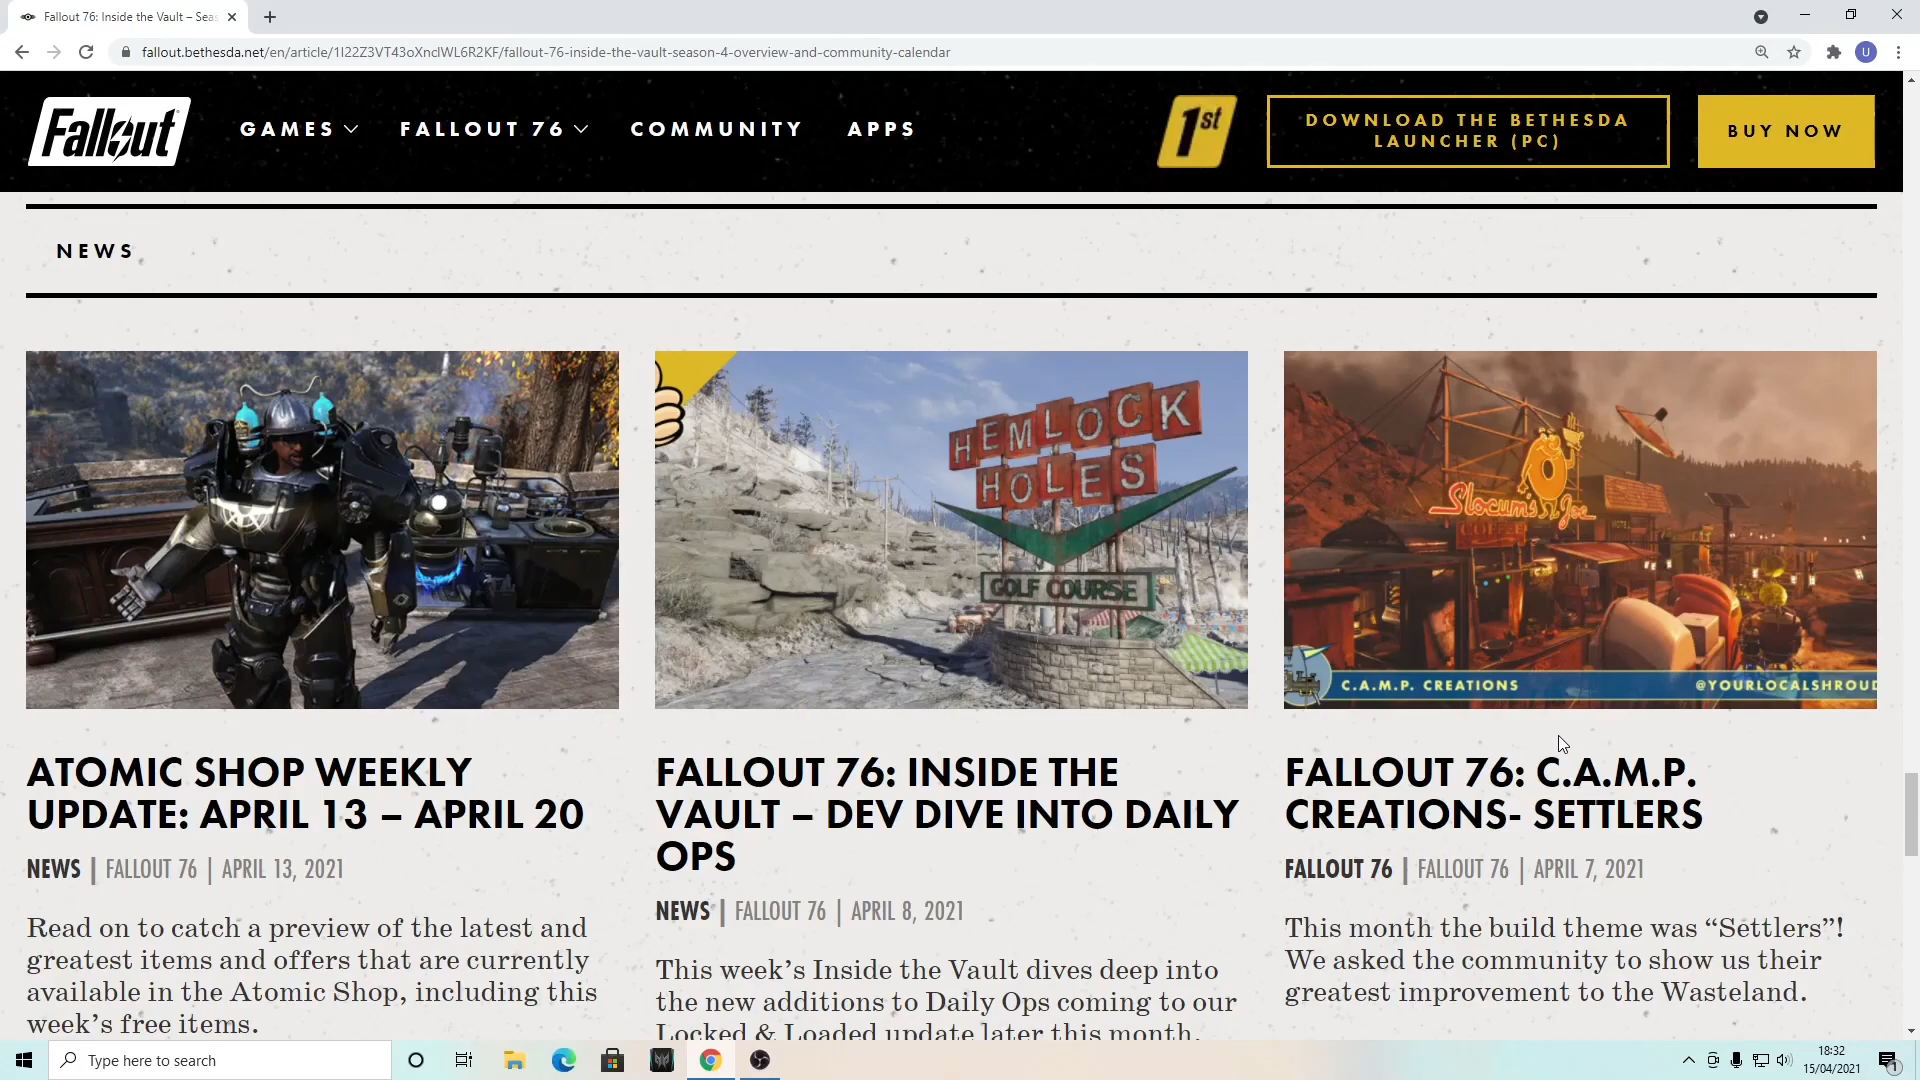 Fallout 76: Inside the Vault – Seas
fallout.bethesda.net/en/article/1I22Z3VT43oXnclWL6R2KF/fallout-76-inside-the-vault-season-4-overview-and-community-calendar
U
Fallout
GAMES
FALLOUT 76
COMMUNITY
APPS
1st
DOWNLOAD THE BETHESDA
LAUNCHER (PC)
BUY NOW
NEWS
HEMLOCK
HOLES
GOLF COURSE
Slocum's Joe
COFFEE
C.A.M.P. CREATIONS
@YOURLOCALSHROUD
ATOMIC SHOP WEEKLY
UPDATE: APRIL 13 – APRIL 20
NEWS | FALLOUT 76 | APRIL 13, 2021
Read on to catch a preview of the latest and
greatest items and offers that are currently
available in the Atomic Shop, including this
week's free items.
FALLOUT 76: INSIDE THE
VAULT – DEV DIVE INTO DAILY
OPS
NEWS | FALLOUT 76 | APRIL 8, 2021
This week's Inside the Vault dives deep into
the new additions to Daily Ops coming to our
Locked & Loaded update later this month.
FALLOUT 76: C.A.M.P.
CREATIONS- SETTLERS
FALLOUT 76 | FALLOUT 76 | APRIL 7, 2021
This month the build theme was “Settlers”!
We asked the community to show us their
greatest improvement to the Wasteland.
Type here to search
18:32
15/04/2021
1